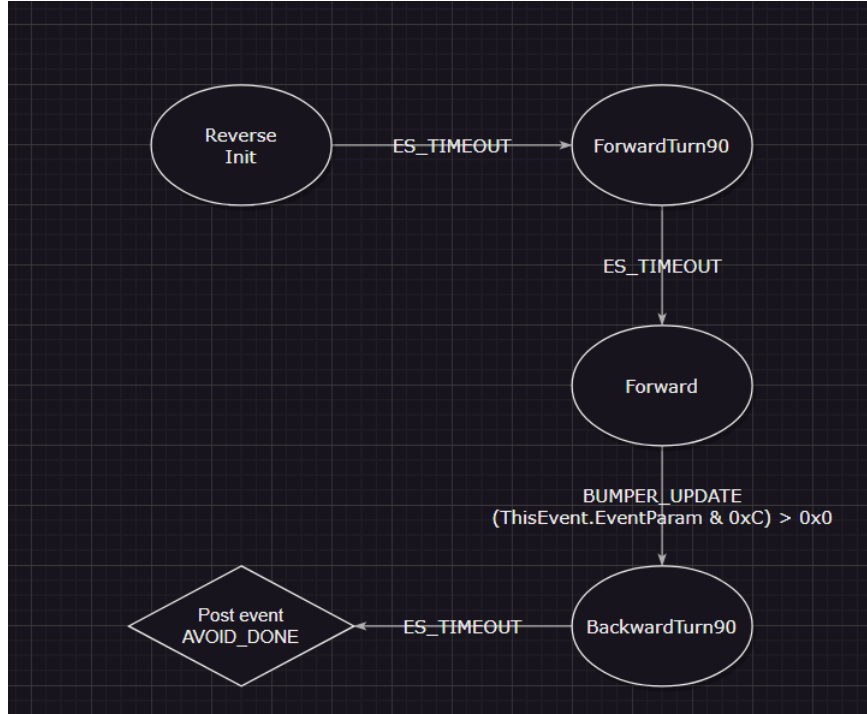 Reverse
Init
ES_TIMEOUT
ForwardTurn90
ES_TIMEOUT
Forward
BUMPER_UPDATE
(ThisEvent.EventParam & 0xC) > 0x0
BackwardTurn90
ES_TIMEOUT
Post event
AVOID_DONE